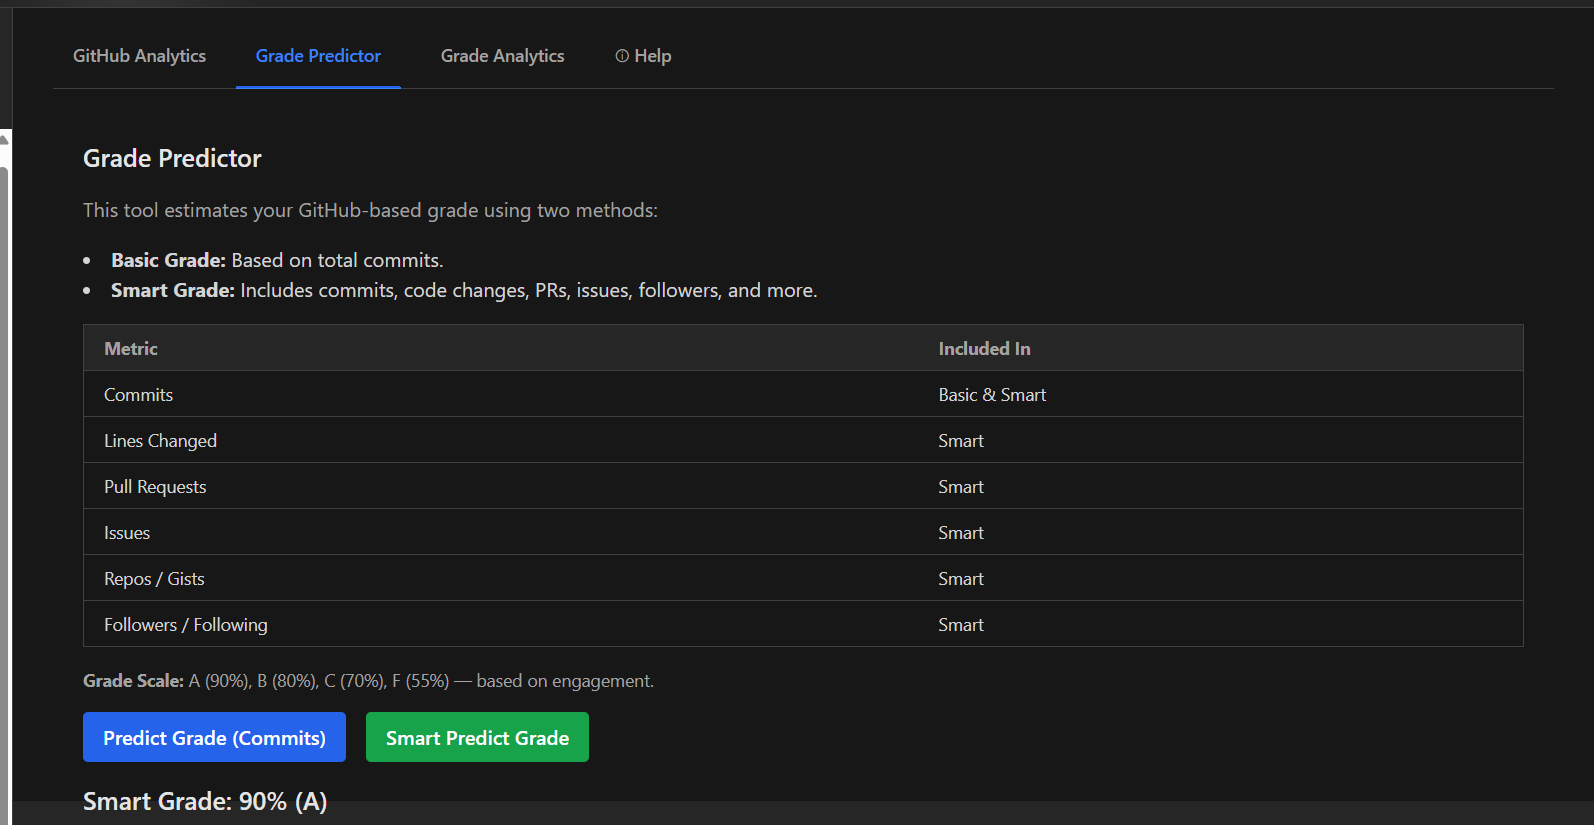 GitHub Analytics Grade Predictor Grade Analytics ⓘ Help
Grade Predictor
This tool estimates your GitHub-based grade using two methods:
• Basic Grade: Based on total commits.
• Smart Grade: Includes commits, code changes, PRs, issues, followers, and more.
Metric Included In
Commits Basic & Smart
Lines Changed Smart
Pull Requests Smart
Issues Smart
Repos / Gists Smart
Followers / Following Smart
Grade Scale: A (90%), B (80%), C (70%), F (55%) — based on engagement.
Predict Grade (Commits) Smart Predict Grade
Smart Grade: 90% (A)